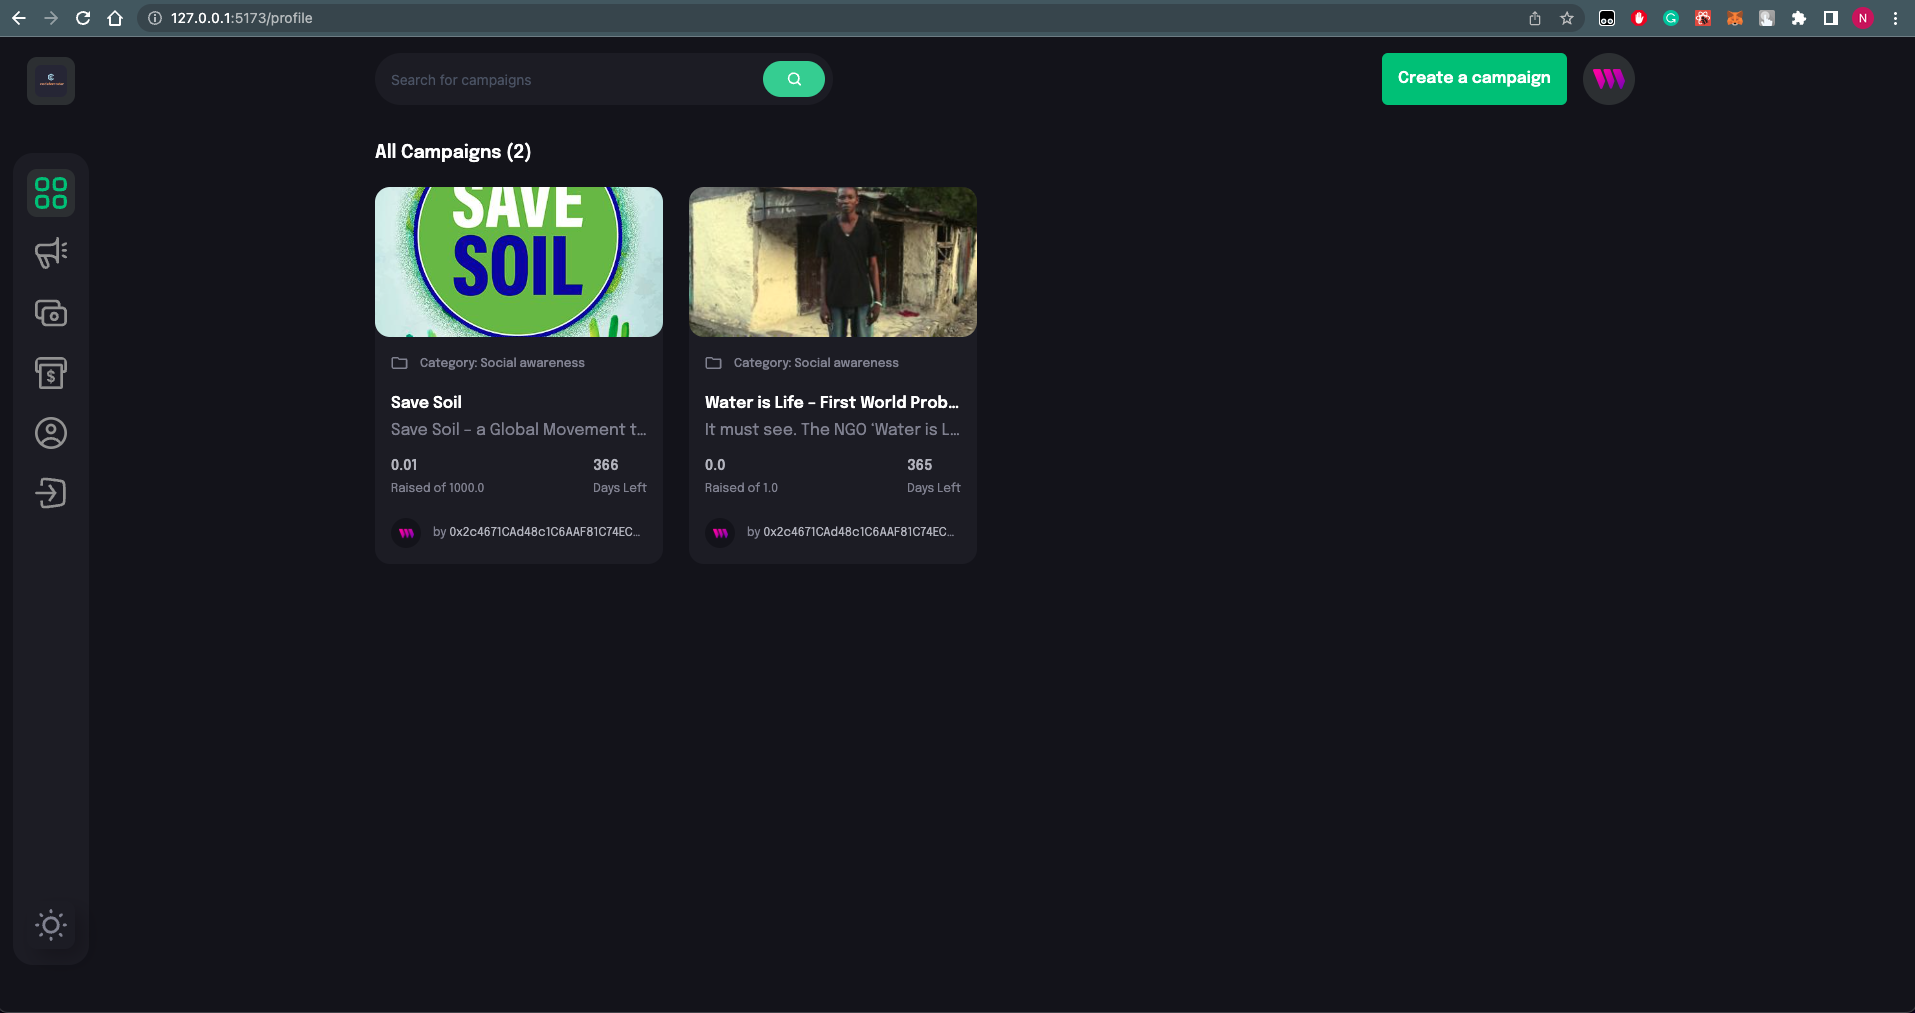 127.0.0.1:5173/profile
N
Search for campaigns
Create a campaign
All Campaigns (2)
SAVE
SOIL
Category: Social awareness
Save Soil
Save Soil – a Global Movement t...
0.01
366
Raised of 1000.0
Days Left
by 0x2c4671CAd48c1C6AAF81C74EC...
Category: Social awareness
Water is Life – First World Prob...
It must see. The NGO ‘Water is L...
0.0
365
Raised of 1.0
Days Left
by 0x2c4671CAd48c1C6AAF81C74EC...